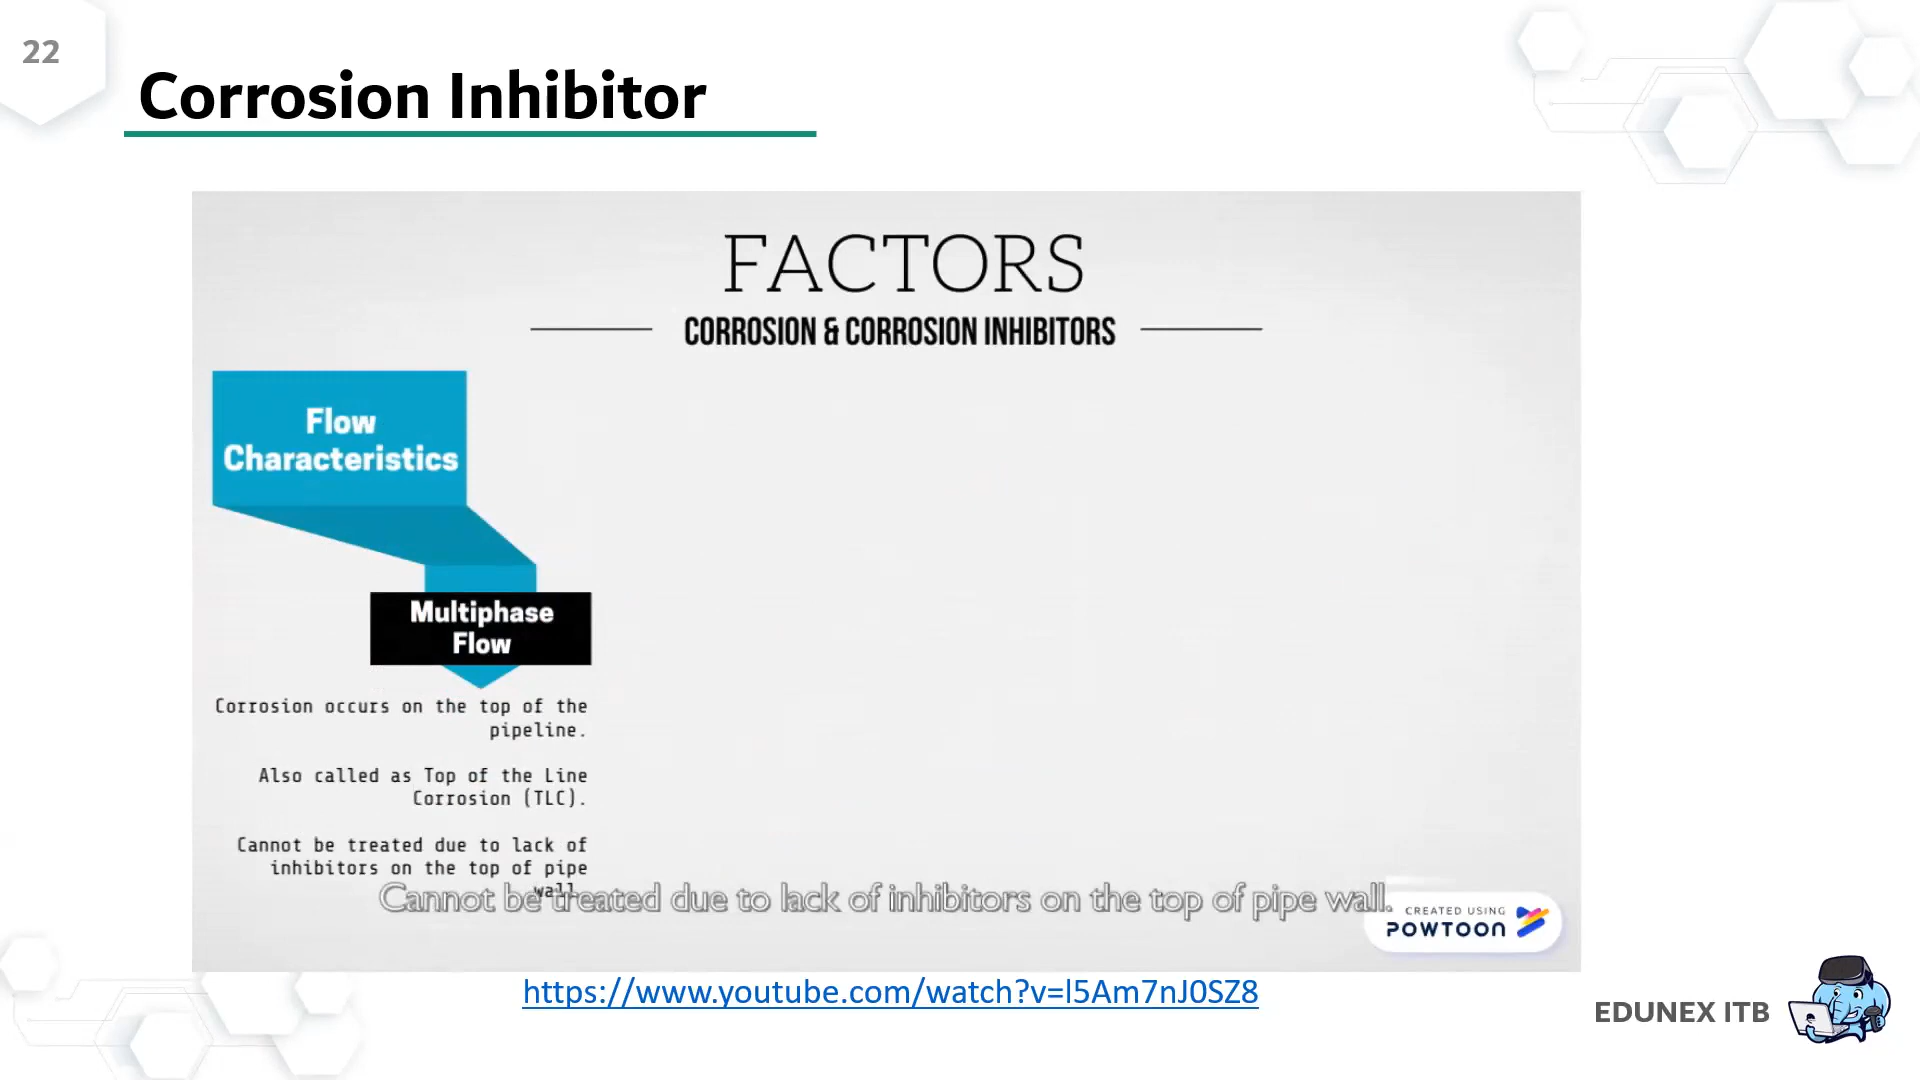 22
Corrosion Inhibitor
FACTORS
CORROSION & CORROSION INHIBITORS
Flow
Characteristics
Multiphase
Flow
Corrosion occurs on the top of the
pipeline.
Also called as Top of the Line
Corrosion (TLC).
Cannot be treated due to lack of
inhibitors on the top of pipe
wall.
Cannot be treated due to lack of inhibitors on the top of pipe wall.
CREATED USING
POWTOON
https://www.youtube.com/watch?v=l5Am7nJ0SZ8
EDUNEX ITB